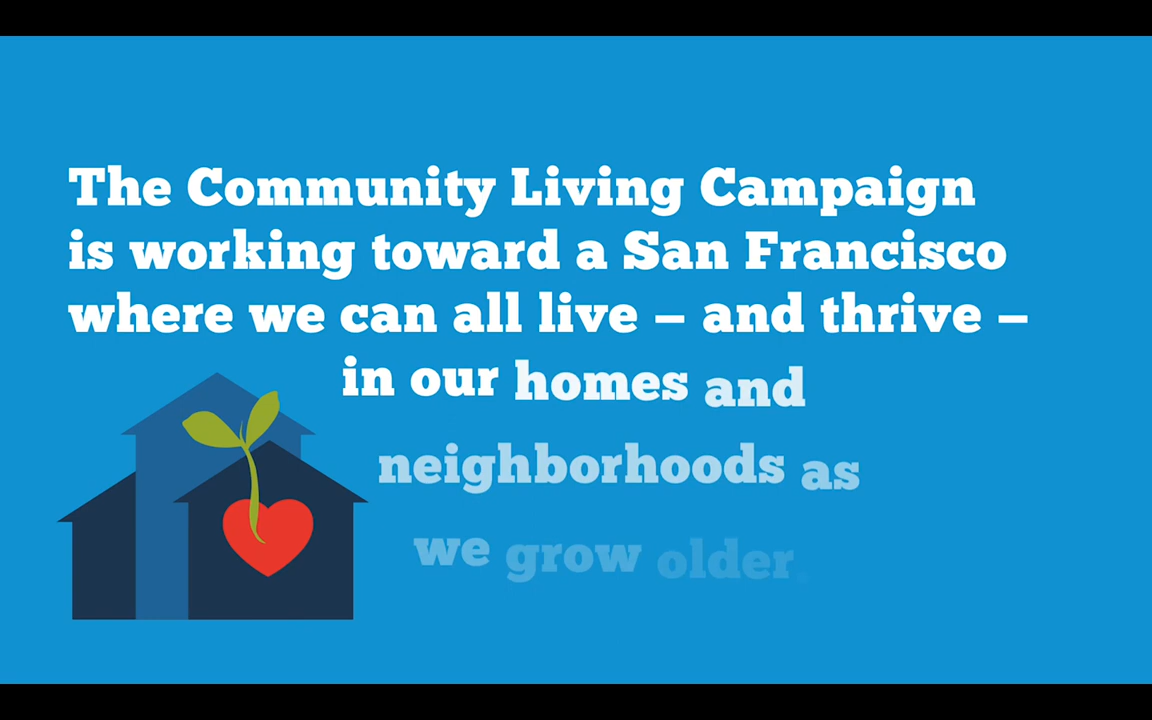 The Community Living Campaign
is working toward a San Francisco
where we can all live – and thrive –
in our homes and
neighborhoods as
we grow older.